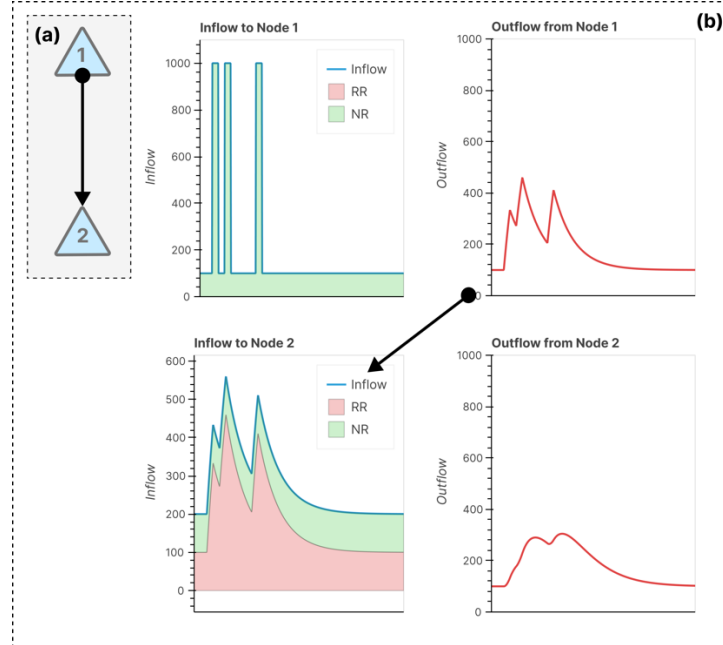 (a)
1
2
(b)
Inflow to Node 1
Inflow
1000
800
600
400
200
0
Inflow
RR
NR
Outflow from Node 1
Outflow
1000
800
600
400
200
Inflow to Node 2
Inflow
600
500
400
300
200
100
0
Inflow
RR
NR
Outflow from Node 2
Outflow
1000
800
600
400
200
0